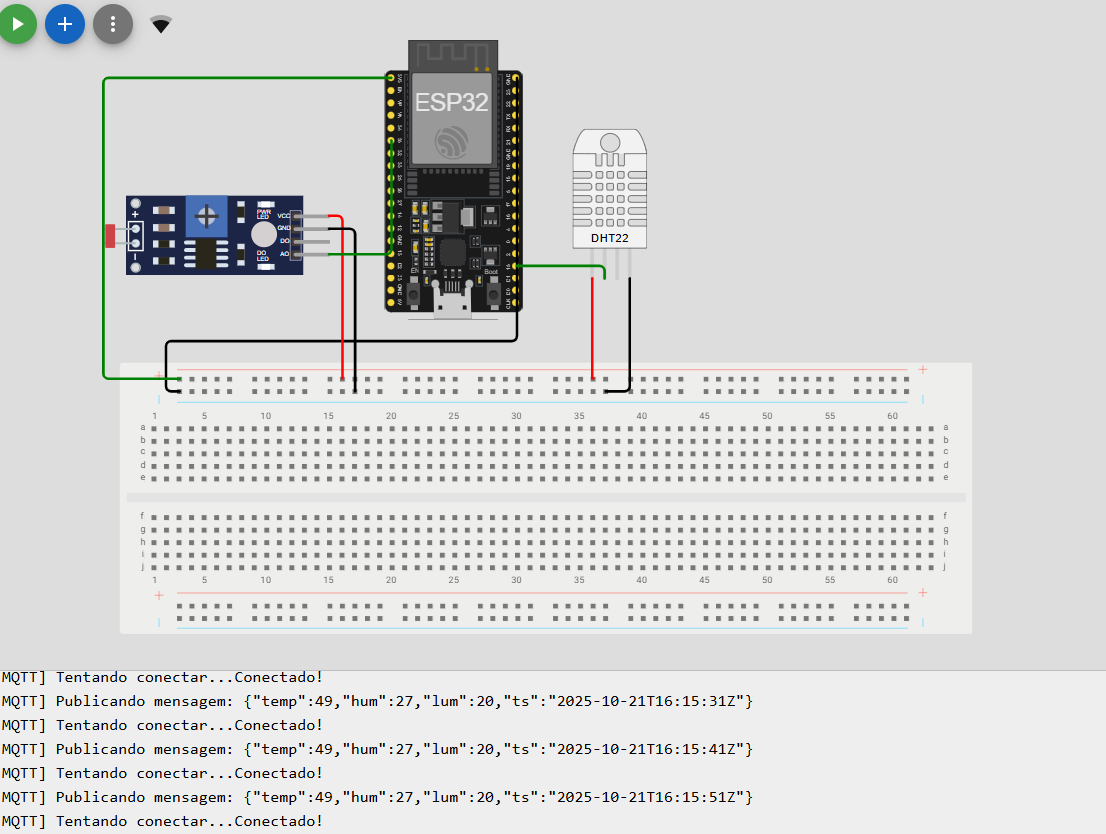 ESP32
EN
Boot
PWR
LED
VCC
GND
DO
AO
DO
LED
+
−
DHT22
+ +
1 5 10 15 20 25 30 35 40 45 50 55 60
a a
b b
c c
d d
e e
f f
g g
h h
i i
j j
1 5 10 15 20 25 30 35 40 45 50 55 60
+ +
MQTT] Tentando conectar...Conectado!
MQTT] Publicando mensagem: {"temp":49,"hum":27,"lum":20,"ts":"2025-10-21T16:15:31Z"}
MQTT] Tentando conectar...Conectado!
MQTT] Publicando mensagem: {"temp":49,"hum":27,"lum":20,"ts":"2025-10-21T16:15:41Z"}
MQTT] Tentando conectar...Conectado!
MQTT] Publicando mensagem: {"temp":49,"hum":27,"lum":20,"ts":"2025-10-21T16:15:51Z"}
MQTT] Tentando conectar...Conectado!